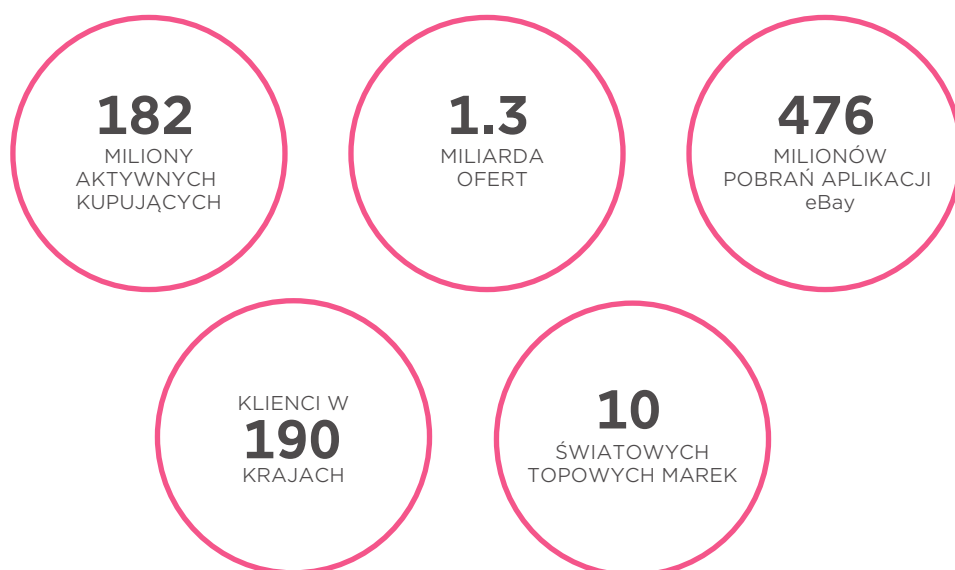 182
MILIONY
AKTYWNYCH
KUPUJĄCYCH
1.3
MILIARDA
OFERT
476
MILIONÓW
POBRAŃ APLIKACJI
eBay
KLIENCI W
190
KRAJACH
10
ŚWIATOWYCH
TOPOWYCH MAREK